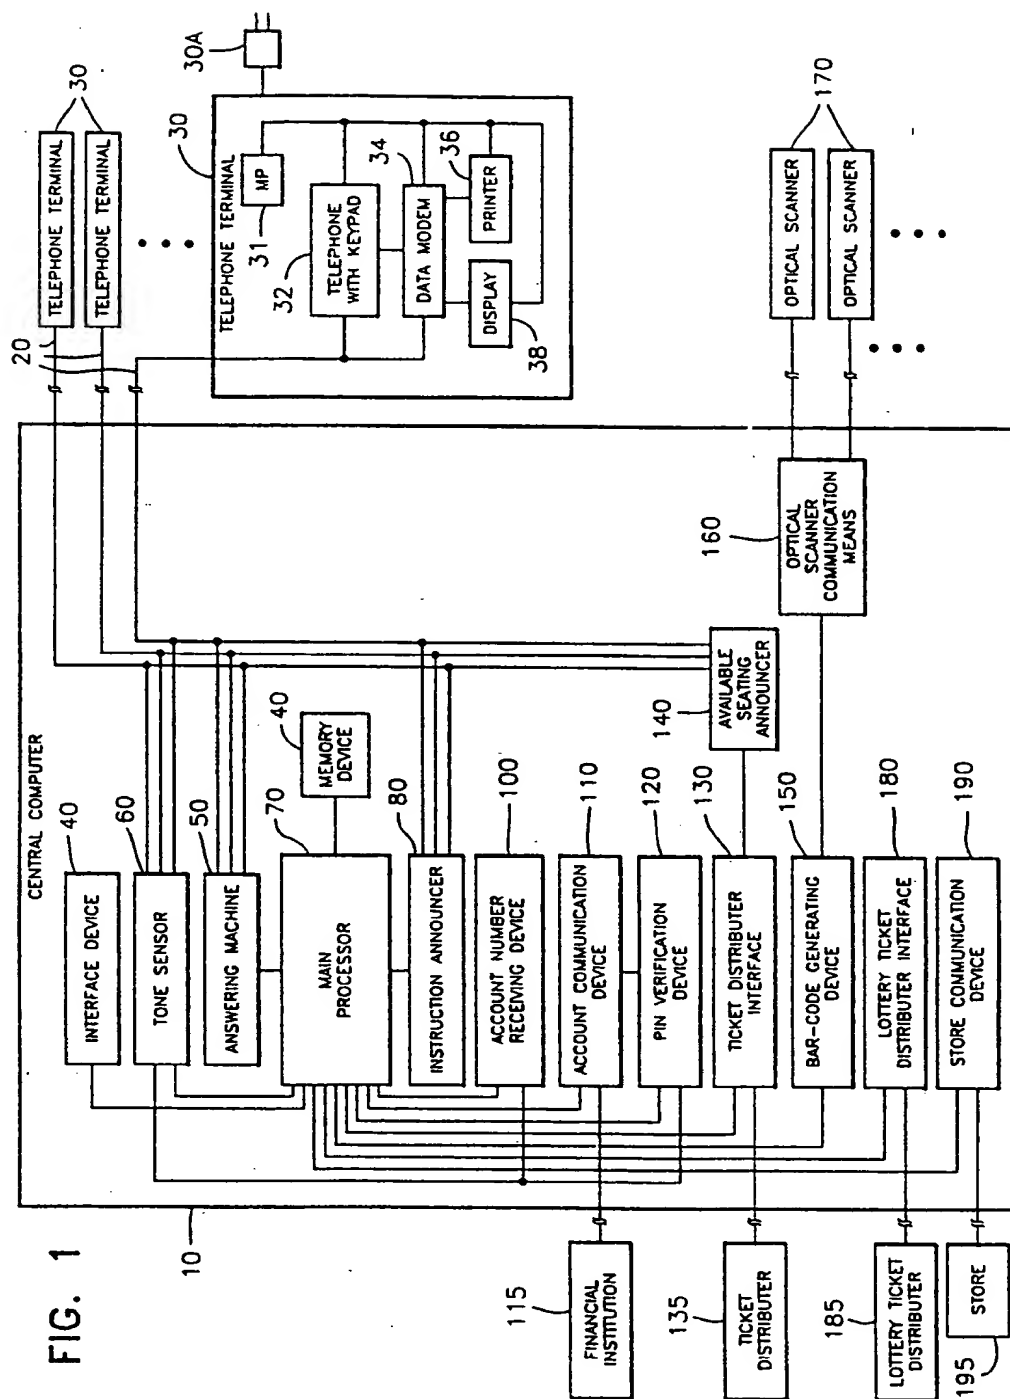 FIG. 1
CENTRAL COMPUTER
10
40
INTERFACE DEVICE
60
TONE SENSOR
50
ANSWERING MACHINE
70
MAIN
PROCESSOR
40
MEMORY
DEVICE
80
INSTRUCTION ANNOUNCER
100
ACCOUNT NUMBER
RECEIVING DEVICE
110
ACCOUNT COMMUNICATION
DEVICE
120
PIN VERIFICATION
DEVICE
130
TICKET DISTRIBUTER
INTERFACE
140
AVAILABLE
SEATING
ANNOUNCER
150
BAR-CODE GENERATING
DEVICE
160
OPTICAL
SCANNER
COMMUNICATION
MEANS
180
LOTTERY TICKET
DISTRIBUTER INTERFACE
190
STORE COMMUNICATION
DEVICE
115
FINANCIAL
INSTITUTION
135
TICKET
DISTRIBUTER
185
LOTTERY TICKET
DISTRIBUTER
195
STORE
20
TELEPHONE TERMINAL
TELEPHONE TERMINAL
30
30A
TELEPHONE TERMINAL
30
MP
31
32
TELEPHONE
WITH KEYPAD
34
DATA MODEM
36
PRINTER
DISPLAY
38
OPTICAL SCANNER
OPTICAL SCANNER
170